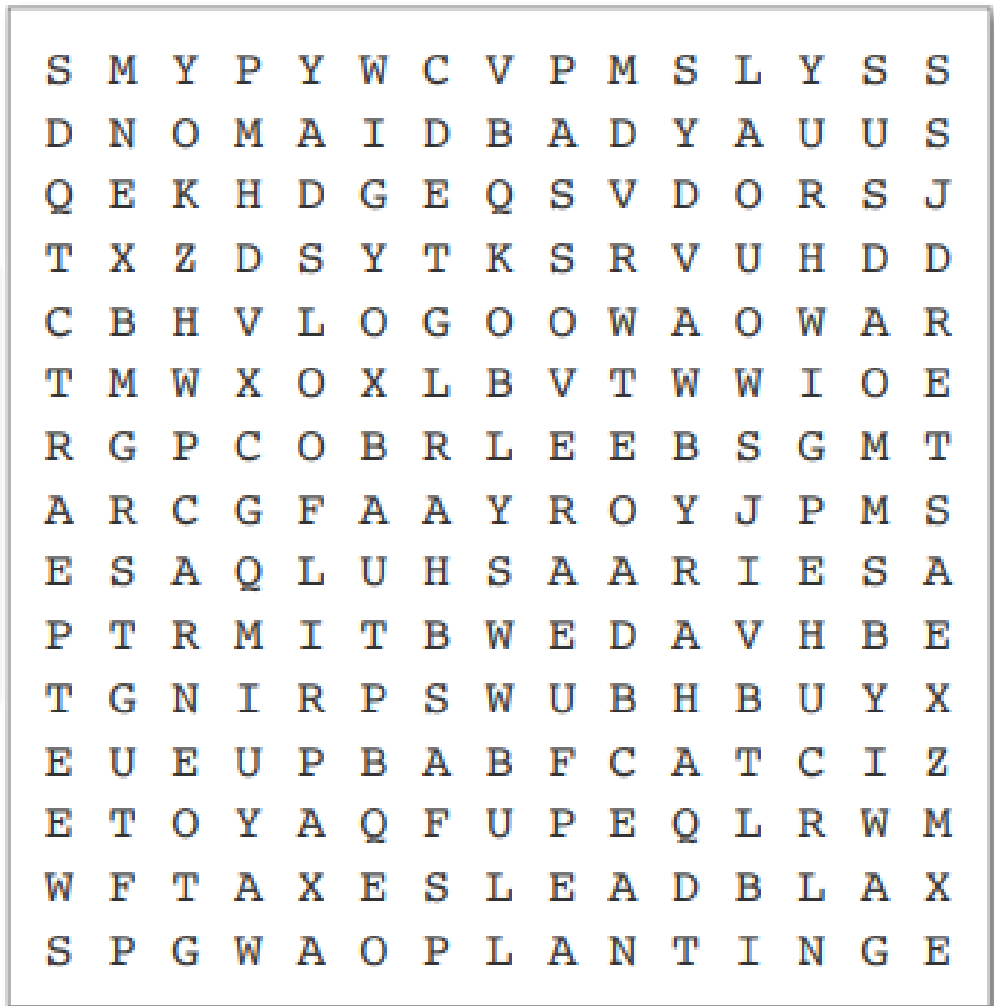 S M Y P Y W C V P M S L Y S S
D N O M A I D B A D Y A U U S
Q E K H D G E Q S V D O R S J
T X Z D S Y T K S R V U H D D
C B H V L O G O O W A O W A R
T M W X O X L B V T W W I O E
R G P C O B R L E E B S G M T
A R C G F A A Y R O Y J P M S
E S A Q L U H S A A R I E S A
P T R M I T B W E D A V H B E
T G N I R P S W U B H B U Y X
E U E U P B A B F C A T C I Z
E T O Y A Q F U P E Q L R W M
W F T A X E S L E A D B L A X
S P G W A O P L A N T I N G E